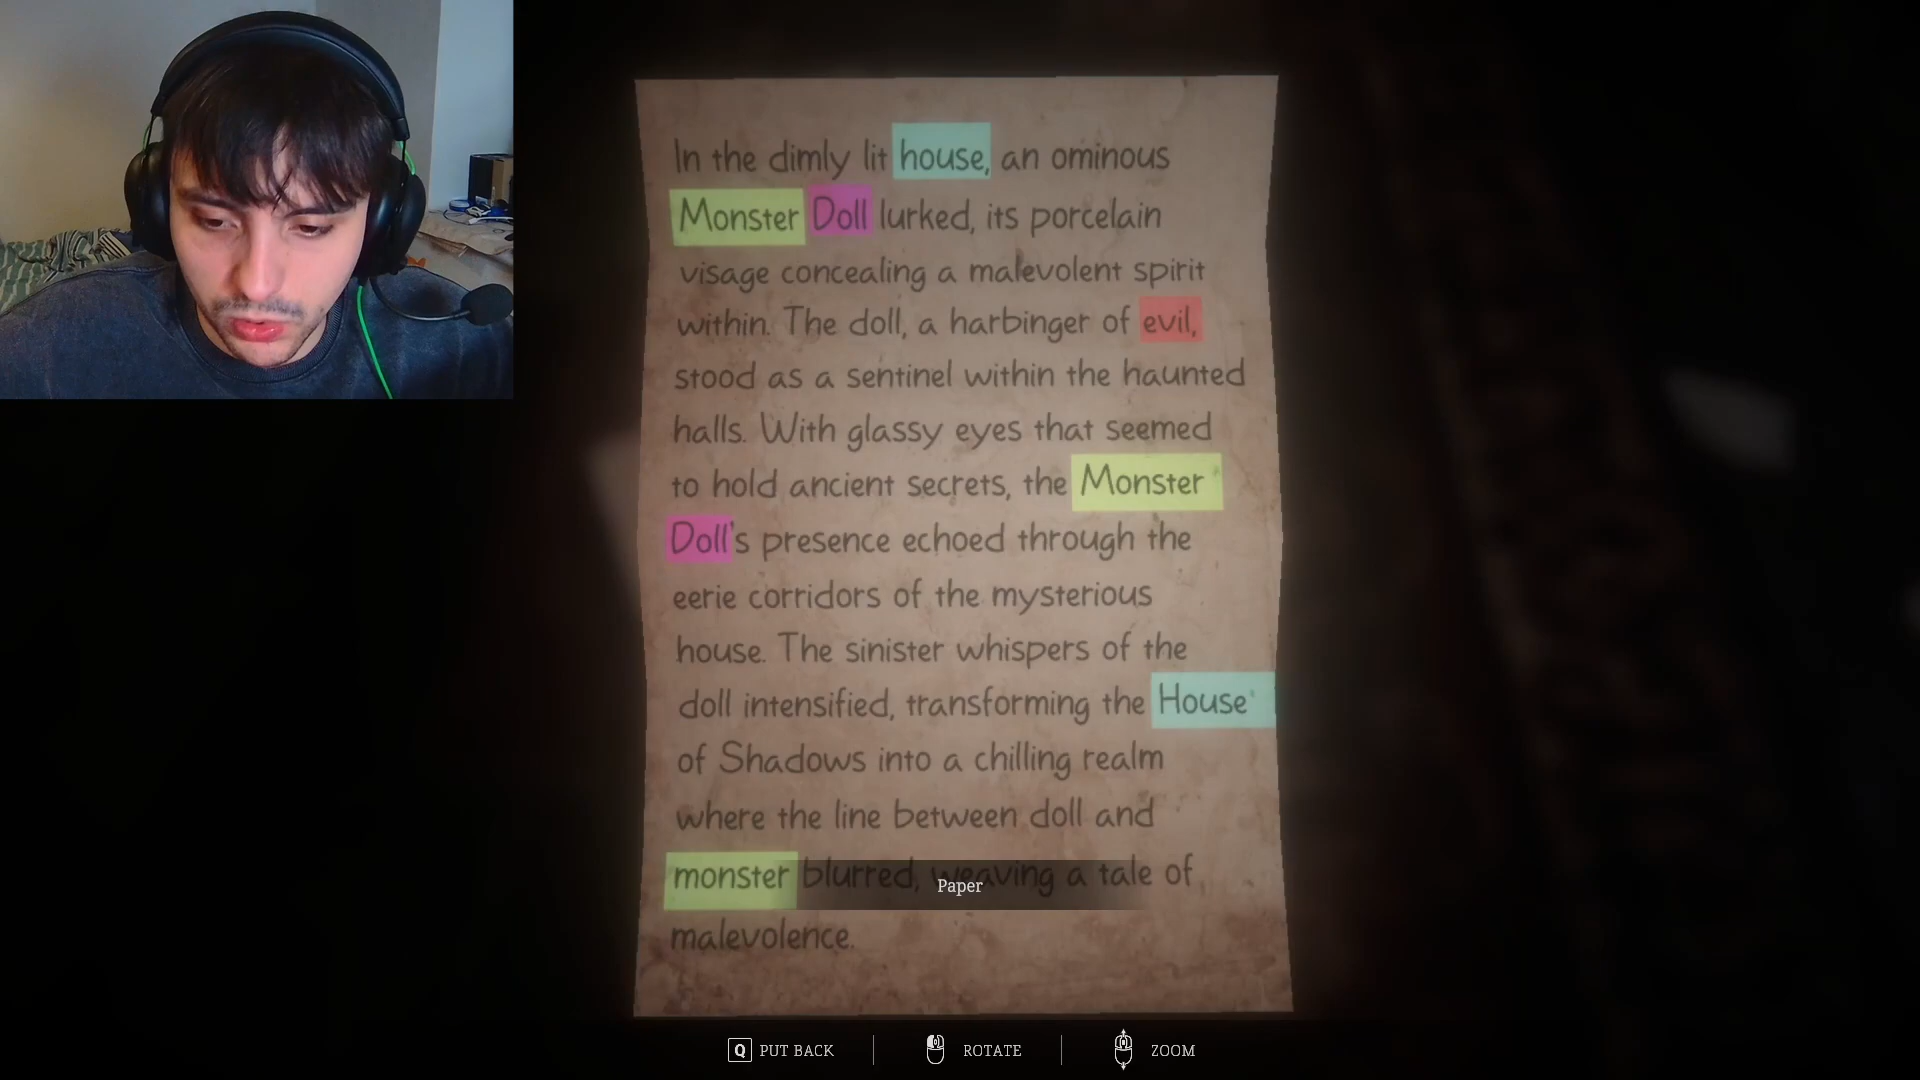 In the dimly lit house, an ominous
Monster Doll lurked, its porcelain
visage concealing a malevolent spirit
within. The doll, a harbinger of evil,
stood as a sentinel within the haunted
halls. With glassy eyes that seemed
to hold ancient secrets, the Monster
Doll's presence echoed through the
eerie corridors of the mysterious
house. The sinister whispers of the
doll intensified, transforming the House
of Shadows into a chilling realm
where the line between doll and
monster blurred, weaving a tale of
malevolence.
Paper
Q PUT BACK ROTATE ZOOM